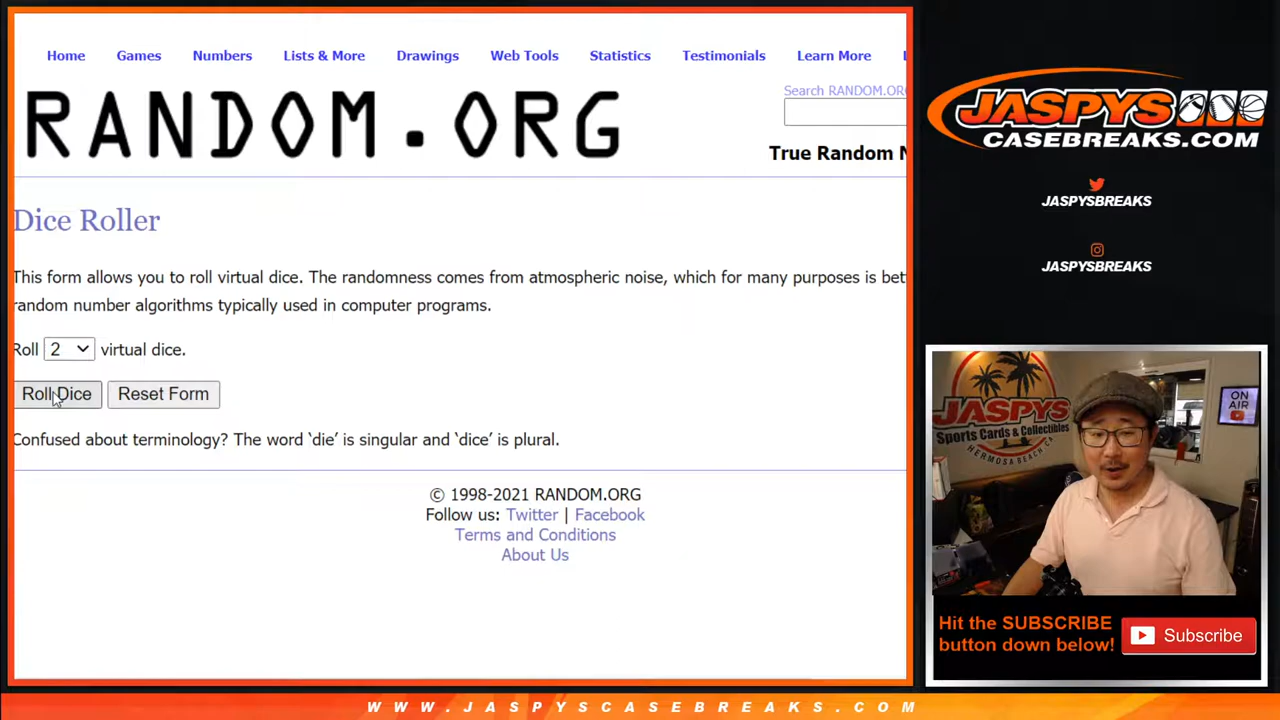 Home Games Numbers Lists & More Drawings Web Tools Statistics Testimonials Learn More
RANDOM.ORG
Search RANDOM.ORG
True Random N
Dice Roller
This form allows you to roll virtual dice. The randomness comes from atmospheric noise, which for many purposes is bet
random number algorithms typically used in computer programs.
Roll 2 virtual dice.
Roll Dice Reset Form
Confused about terminology? The word ‘die’ is singular and ‘dice’ is plural.
© 1998-2021 RANDOM.ORG
Follow us: Twitter | Facebook
Terms and Conditions
About Us
JASPYS
CASEBREAKS.COM
JASPYSBREAKS
JASPYSBREAKS
JASPYS
Sports Cards & Collectibles
HERMOSA BEACH, CA
ON
AIR
Hit the SUBSCRIBE
button down below!
Subscribe
WWW.JASPYSCASEBREAKS.COM